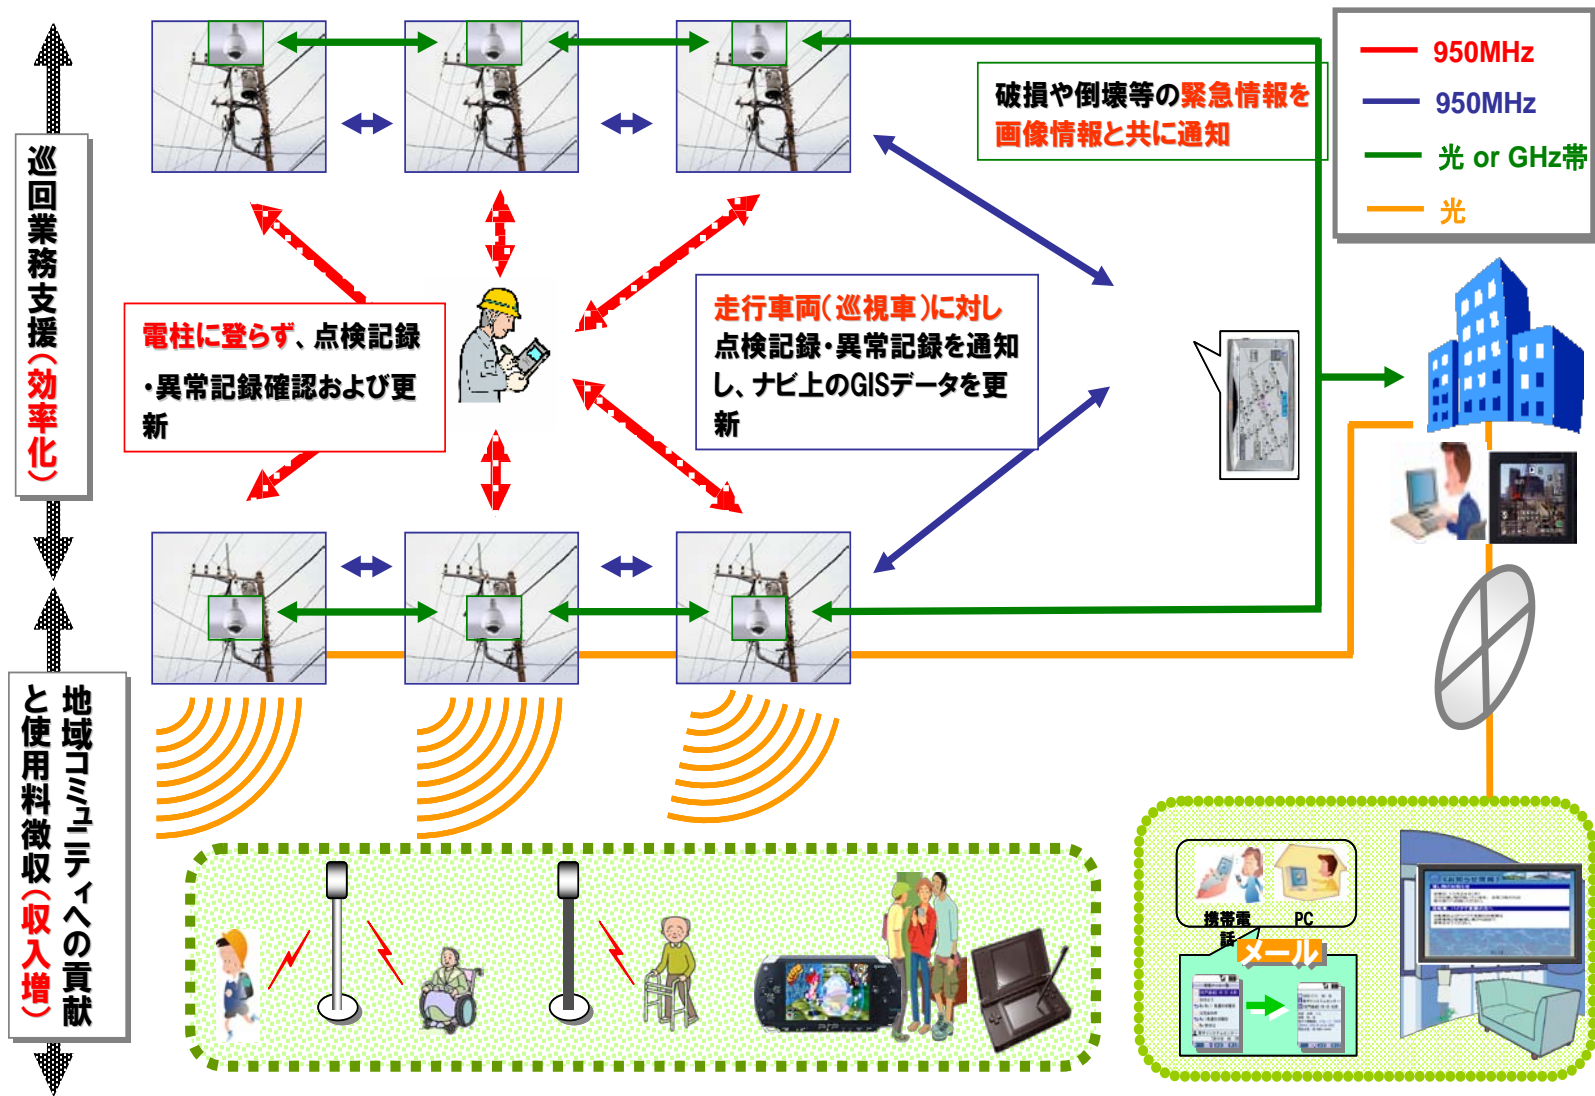 950MHz
950MHz
光 or GHz帯
光
破損や倒壊等の緊急情報を
画像情報と共に通知
巡回業務支援(効率化)
電柱に登らず、点検記録
・異常記録確認および更
新
走行車両(巡視車)に対し
点検記録・異常記録を通知
し、ナビ上のGISデータを更
新
地域コミュニティへの貢献
と使用料徴収(収入増)
携帯電
話
PC
メール